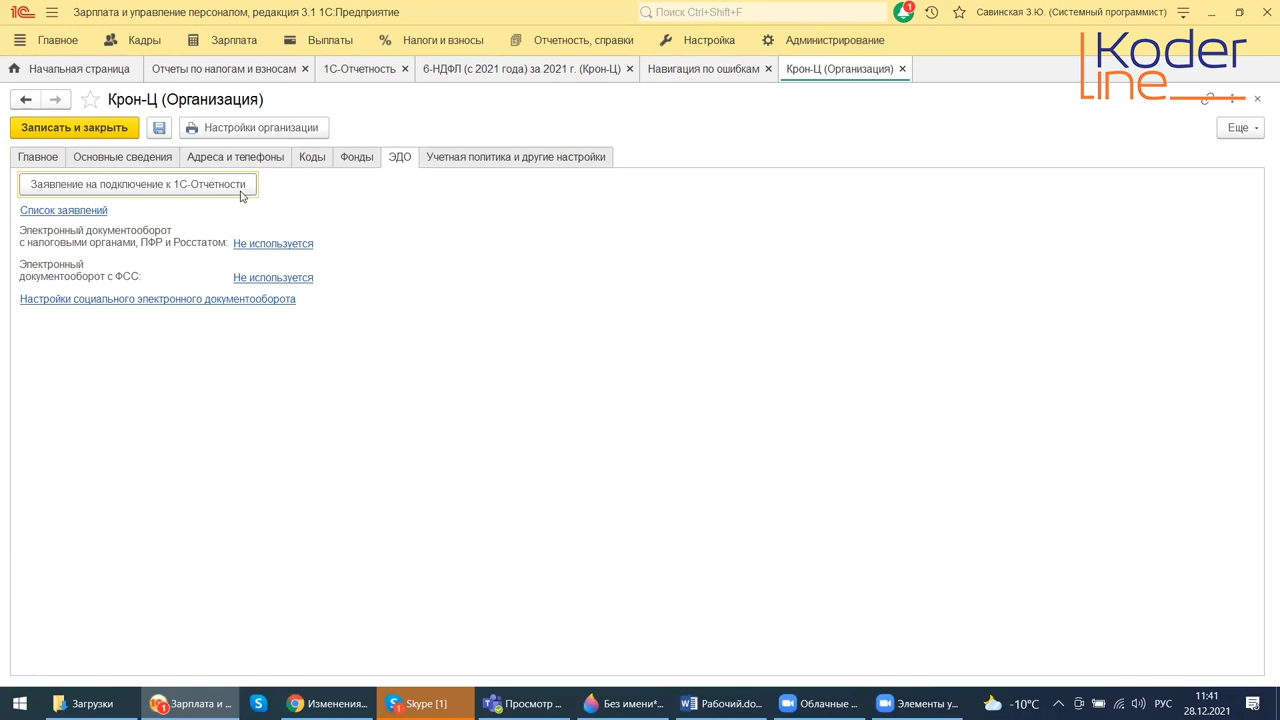 1С Зарплата и управление персоналом, редакция 3.1 1С:Предприятие
Поиск Ctrl+Shift+F
1
Савинская З.Ю. (Системный программист)
Главное
Кадры
Зарплата
Выплаты
Налоги и взносы
Отчетность, справки
Настройка
Администрирование
Koder
line
Начальная страница
Отчеты по налогам и взносам
1С-Отчетность
6-НДФЛ (с 2021 года) за 2021 г. (Крон-Ц)
Навигация по ошибкам
Крон-Ц (Организация)
Крон-Ц (Организация)
Записать и закрыть
Настройки организации
Еще
Главное
Основные сведения
Адреса и телефоны
Коды
Фонды
ЭДО
Учетная политика и другие настройки
Заявление на подключение к 1С-Отчетности
Список заявлений
Электронный документооборот
с налоговыми органами, ПФР и Росстатом: Не используется
Электронный
документооборот с ФСС: Не используется
Настройки социального электронного документооборота
Загрузки
1
Зарплата и ...
Изменения...
1
Skype [1]
Просмотр ...
Без имени*...
Рабочий.do...
Облачные ...
Элементы у...
-10°C
РУС
11:41
28.12.2021